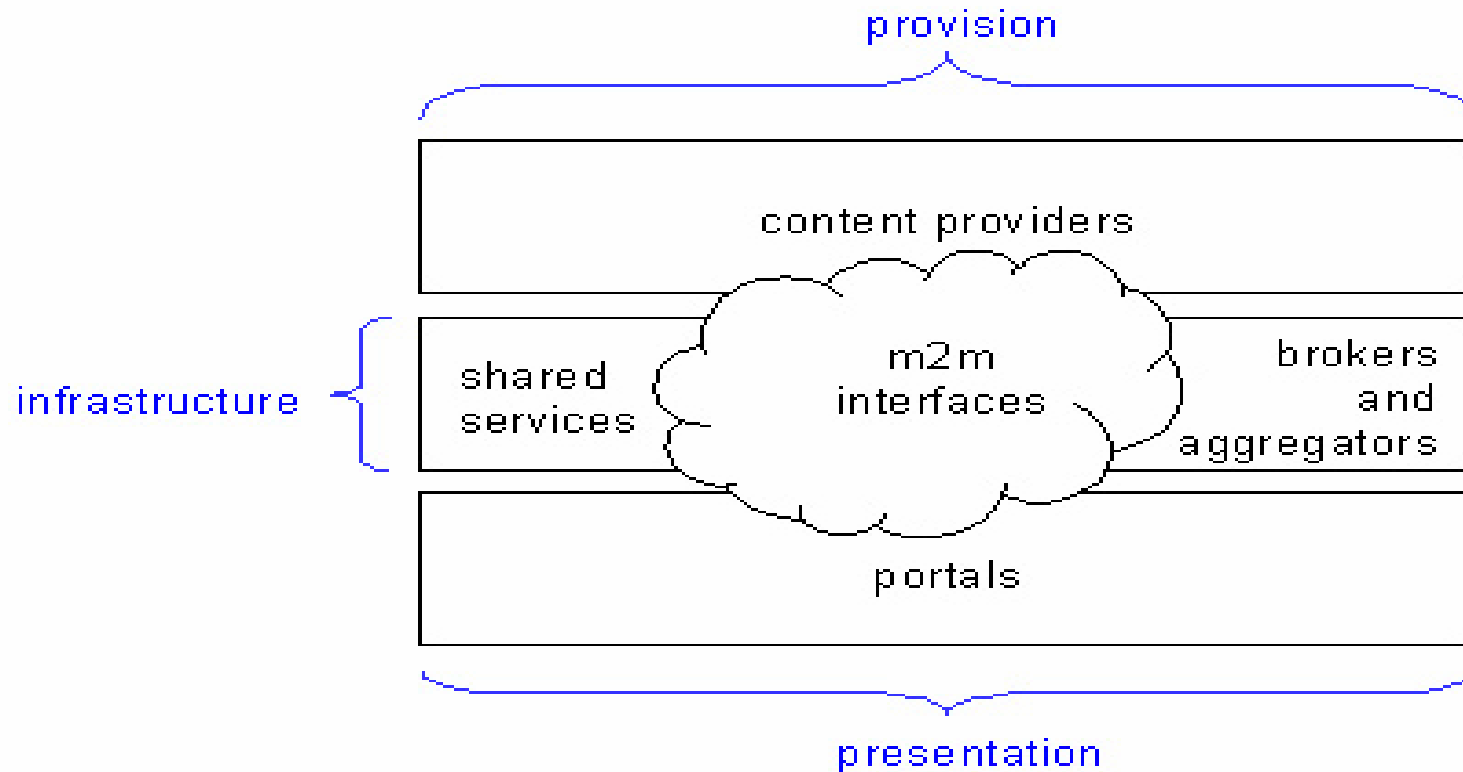 provision
content providers
infrastructure
shared
services
m2m
interfaces
brokers
and
aggregators
portals
presentation